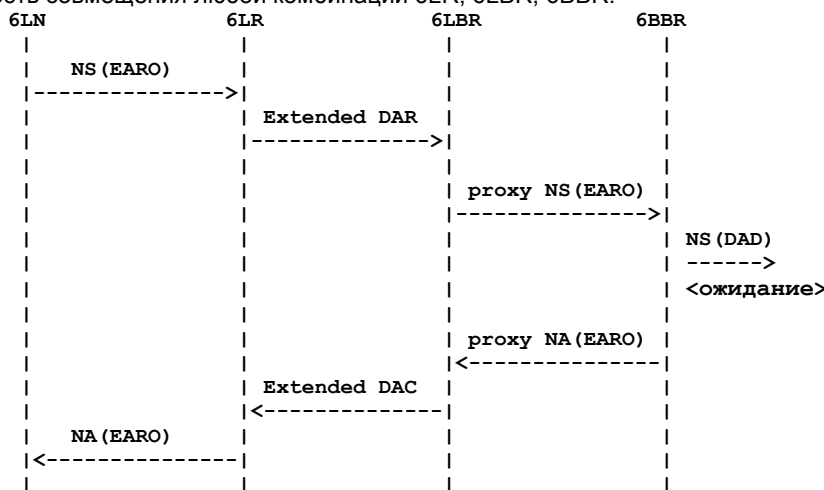 6LN 6LR 6LBR 6BBR
NS(EARO)
Extended DAR
proxy NS(EARO)
NS(DAD)
<ожидание>
proxy NA(EARO)
Extended DAC
NA(EARO)